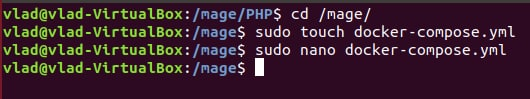 vlad@vlad-VirtualBox:/mage/PHP$ cd /mage/
vlad@vlad-VirtualBox:/mage$ sudo touch docker-compose.yml
vlad@vlad-VirtualBox:/mage$ sudo nano docker-compose.yml
vlad@vlad-VirtualBox:/mage$